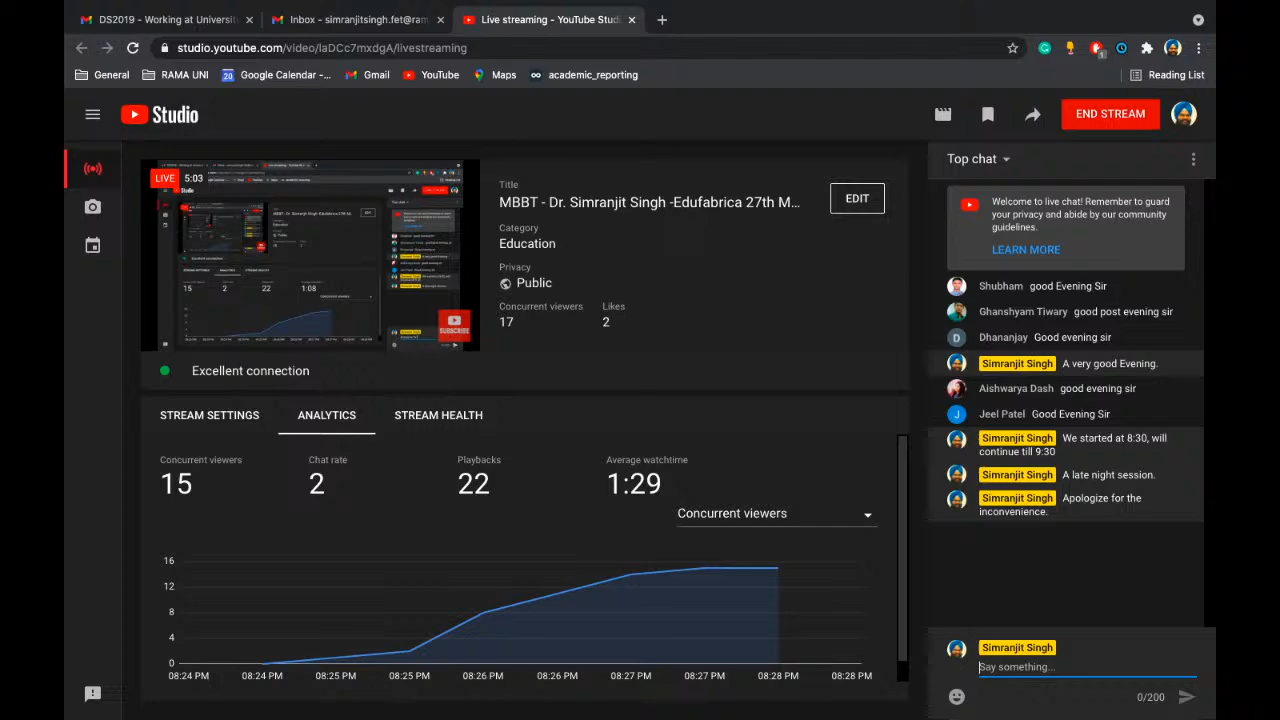 DS2019 - Working at Universit
Inbox - simranjitsingh.fet@ram
Live streaming - YouTube Stud
studio.youtube.com/video/laDCc7mxdgA/livestreaming
General
RAMA UNI
20
Google Calendar -...
Gmail
YouTube
Maps
academic_reporting
Reading List
Studio
END STREAM
LIVE 5:03
SUBSCRIBE
Title
MBBT - Dr. Simranjit Singh -Edufabrica 27th M...
EDIT
Category
Education
Privacy
Public
Concurrent viewers
Likes
17
2
Excellent connection
STREAM SETTINGS
ANALYTICS
STREAM HEALTH
Concurrent viewers
Chat rate
Playbacks
Average watchtime
15
2
22
1:29
Concurrent viewers
16
12
8
4
0
08:24 PM 08:24 PM 08:25 PM 08:25 PM 08:26 PM 08:26 PM 08:27 PM 08:27 PM 08:28 PM 08:28 PM
Top chat
Welcome to live chat! Remember to guard
your privacy and abide by our community
guidelines.
LEARN MORE
Shubham good Evening Sir
Ghanshyam Tiwary good post evening sir
D Dhananjay Good evening sir
Simranjit Singh A very good Evening.
Aishwarya Dash good evening sir
J Jeel Patel Good Evening Sir
Simranjit Singh We started at 8:30, will
continue till 9:30
Simranjit Singh A late night session.
Simranjit Singh Apologize for the
inconvenience.
Simranjit Singh
Say something...
0/200